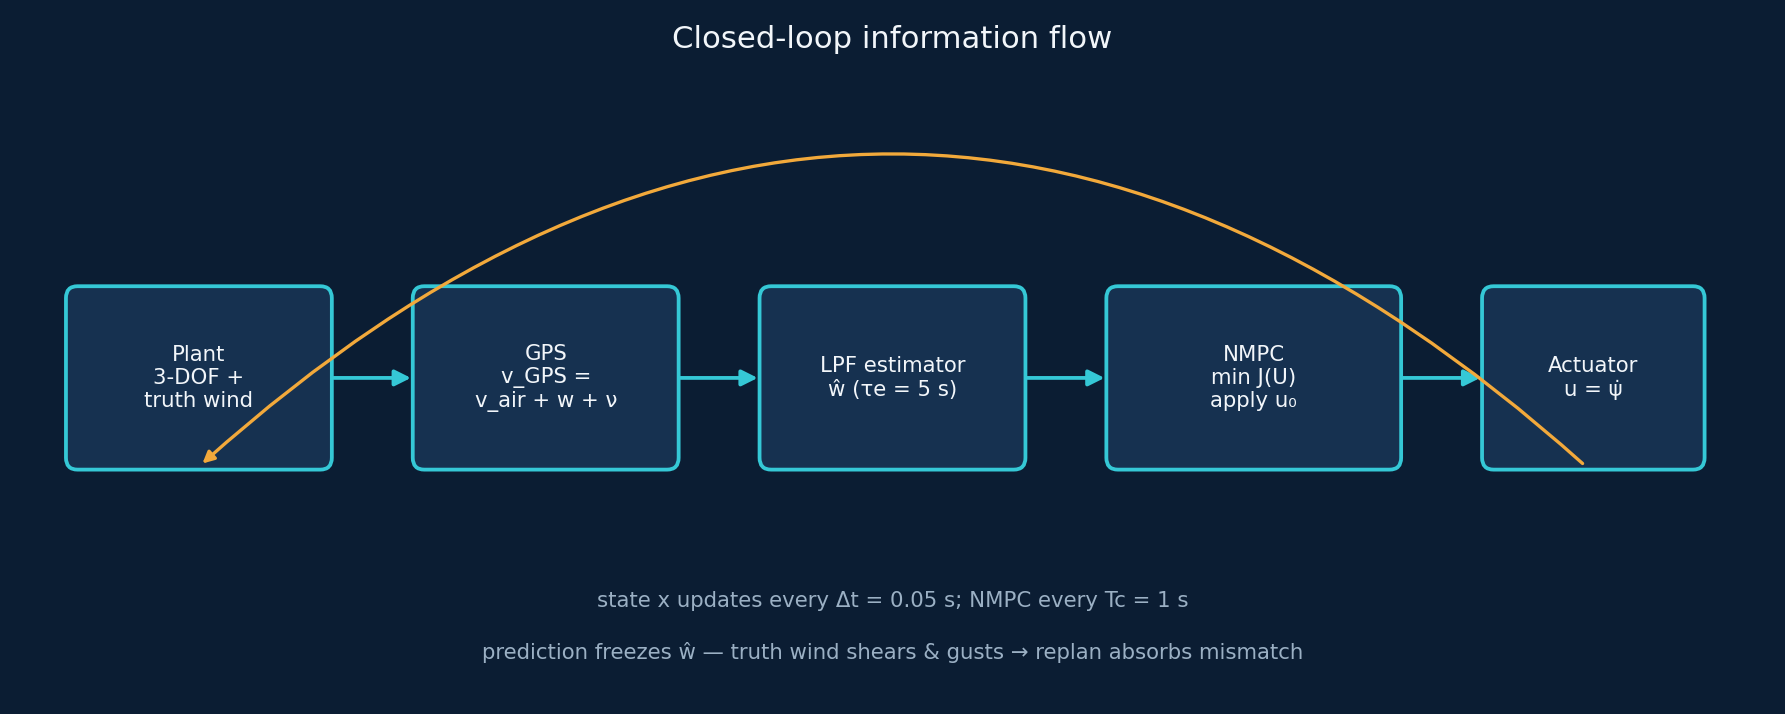 Closed-loop information flow
Plant
3-DOF +
truth wind
GPS
v_GPS =
v_air + w + ν
LPF estimator
ŵ (τe = 5 s)
NMPC
min J(U)
apply u₀
Actuator
u = ψ̇
state x updates every Δt = 0.05 s; NMPC every Tc = 1 s
prediction freezes ŵ — truth wind shears & gusts → replan absorbs mismatch